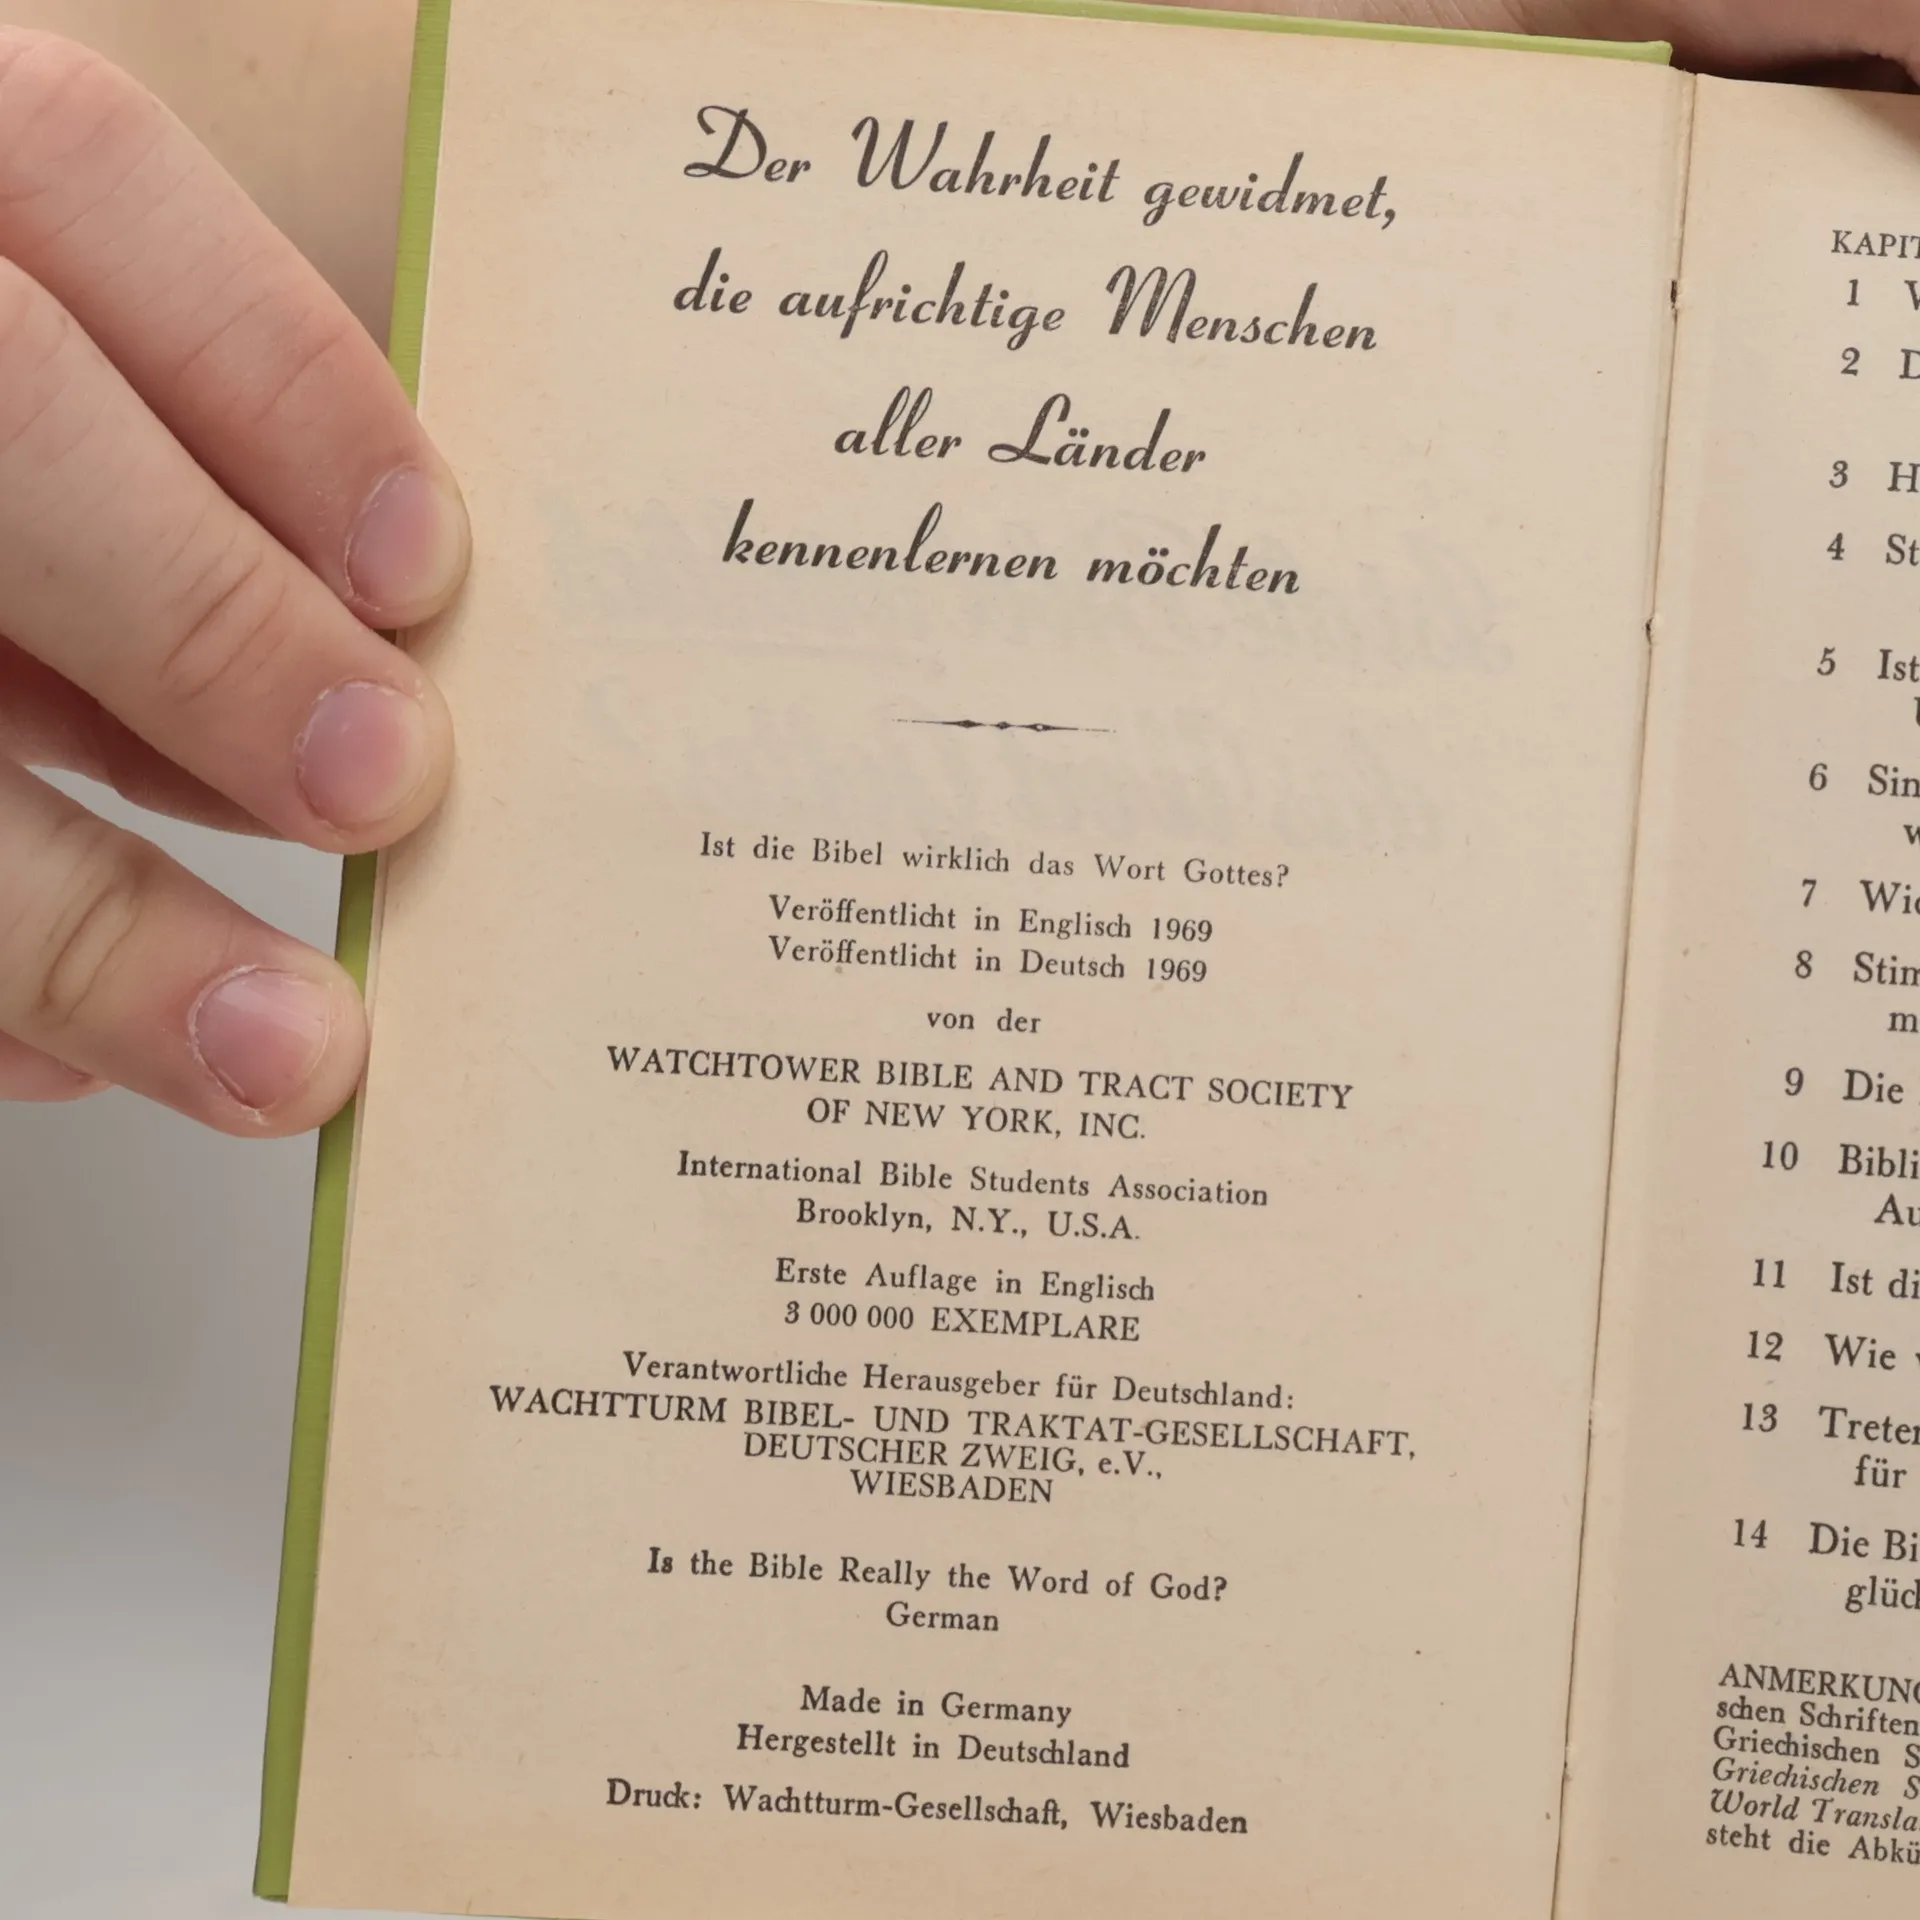 Der Wahrheit gewidmet,
die aufrichtige Menschen
aller Länder
kennenlernen möchten
Ist die Bibel wirklich das Wort Gottes?
Veröffentlicht in Englisch 1969
Veröffentlicht in Deutsch 1969
von der
WATCHTOWER BIBLE AND TRACT SOCIETY
OF NEW YORK, INC.
International Bible Students Association
Brooklyn, N.Y., U.S.A.
Erste Auflage in Englisch
3 000 000 EXEMPLARE
Verantwortliche Herausgeber für Deutschland:
WACHTTURM BIBEL- UND TRAKTAT-GESELLSCHAFT,
DEUTSCHER ZWEIG, e.V.,
WIESBADEN
Is the Bible Really the Word of God?
German
Made in Germany
Hergestellt in Deutschland
Druck: Wachtturm-Gesellschaft, Wiesbaden
1
2
3
4
5 Ist
6
7
8
9 Die
10
11 Ist
12 Wie
13
für
14 Die
schen Schriften
Griechischen
Griechischen
World
steht die